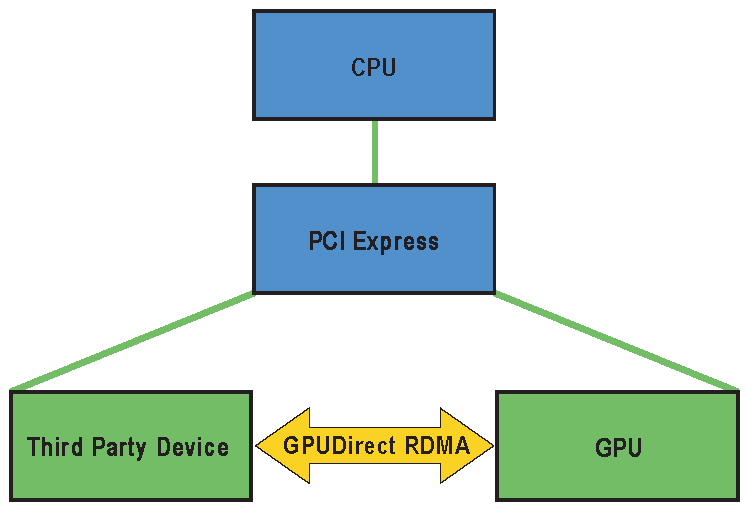 CPU
PCI Express
Third Party Device
GPUDirect RDMA
GPU